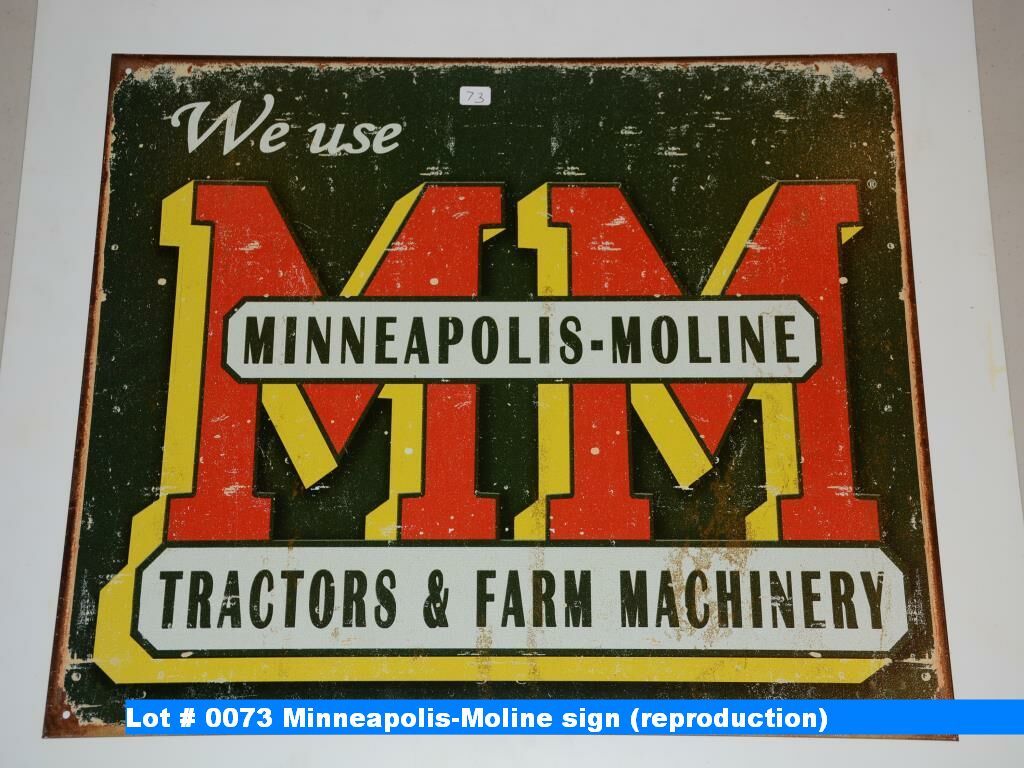 73
We use
MM®
MINNEAPOLIS-MOLINE
TRACTORS & FARM MACHINERY
Lot # 0073 Minneapolis-Moline sign (reproduction)